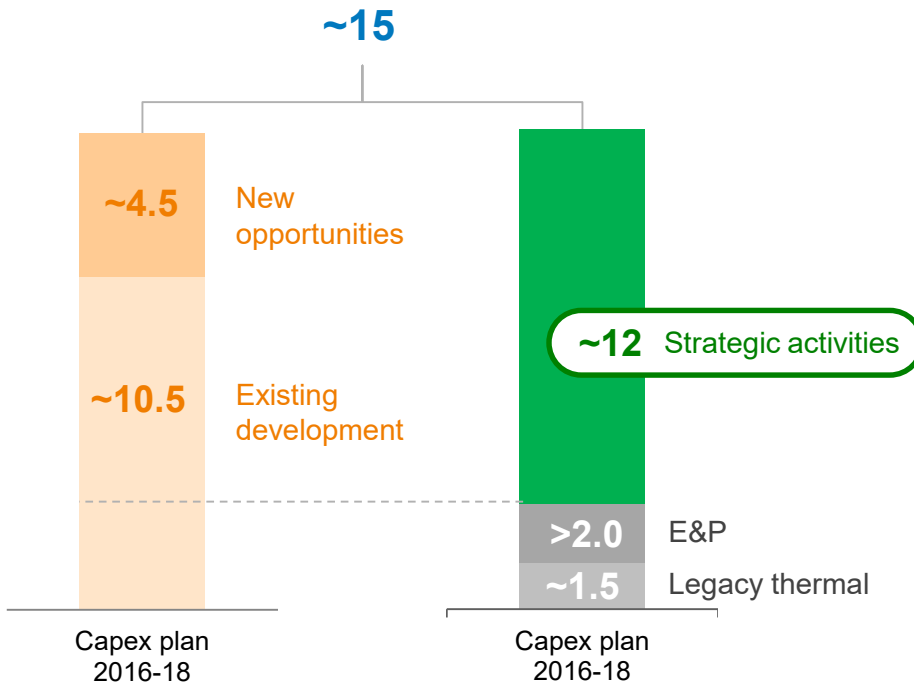 ~15
~4.5
New
opportunities
~10.5
Existing
development
~12 Strategic activities
>2.0
E&P
~1.5
Legacy thermal
Capex plan
2016-18
Capex plan
2016-18